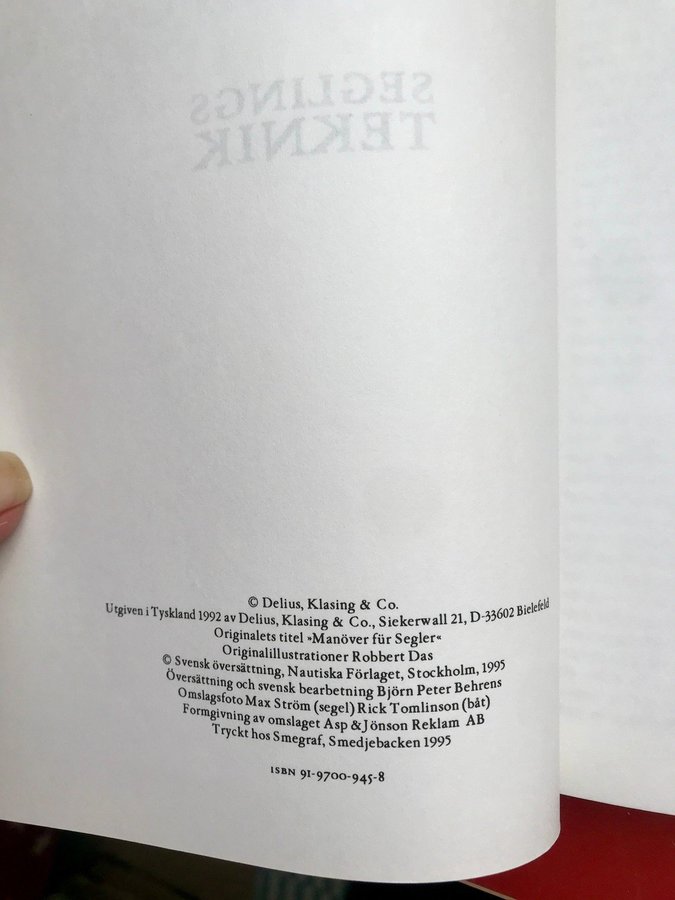 SEGLINGS
TEKNIK
© Delius, Klasing & Co.
Utgiven i Tyskland 1992 av Delius, Klasing & Co., Siekerwall 21, D-33602 Bielefeld
Originalets titel »Manöver für Segler«
Originalillustrationer Robbert Das
© Svensk översättning, Nautiska Förlaget, Stockholm, 1995
Översättning och svensk bearbetning Björn Peter Behrens
Omslagsfoto Max Ström (segel) Rick Tomlinson (båt)
Formgivning av omslaget Asp & Jönson Reklam AB
Tryckt hos Smegraf, Smedjebacken 1995
ISBN 91-9700-945-8